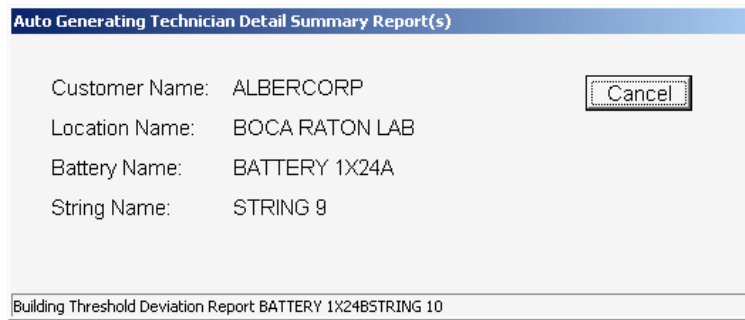 Auto Generating Technician Detail Summary Report(s)
Customer Name: ALBERCORP
Cancel
Location Name: BOCA RATON LAB
Battery Name: BATTERY 1X24A
String Name: STRING 9
Building Threshold Deviation Report BATTERY 1X24BSTRING 10